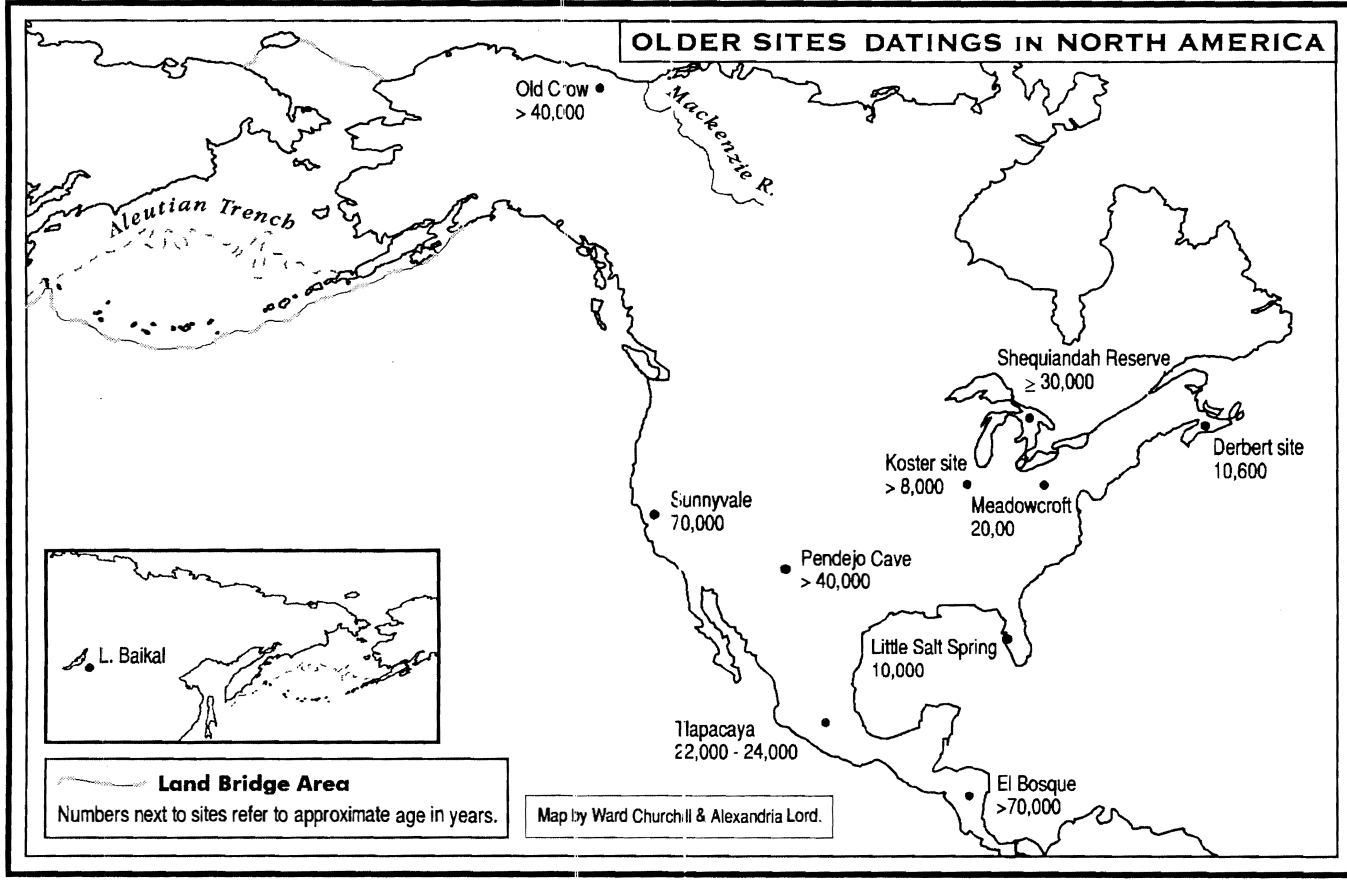 OLDER SITES DATINGS IN NORTH AMERICA
Old Crow
> 40,000
Mackenzie R.
Aleutian Trench
Shequiandah Reserve
≥ 30,000
Derbert site
10,600
Koster site
> 8,000
Meadowcroft
20,00
Sunnyvale
70,000
Pendejo Cave
> 40,000
Little Salt Spring
10,000
L. Baikal
Tlapacaya
22,000 - 24,000
El Bosque
>70,000
Land Bridge Area
Numbers next to sites refer to approximate age in years.
Map by Ward Churchill & Alexandria Lord.